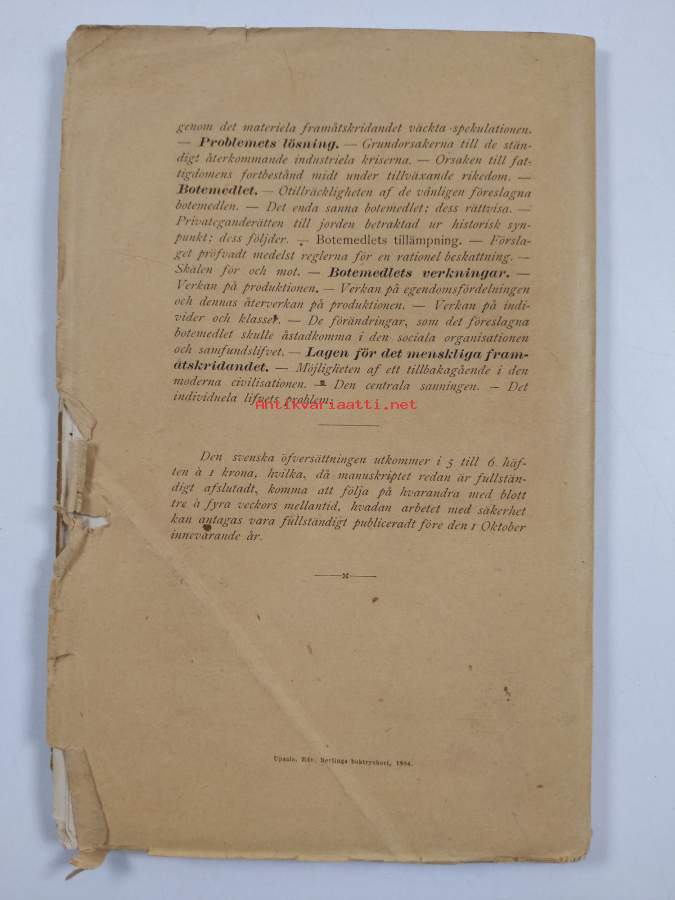 genom det materiela framåtskridandet väckta spekulationen.
— Problemets lösning. — Grundorsakerna till de stän-
digt återkommande industriela kriserna. — Orsaken till fat-
tigdomens fortbestånd midt under tillväxande rikedom. —
Botemedlet. — Otillräckligheten af de vänligen föreslagna
botemedlen. — Det enda sanna botemedlet; dess rättvisa. —
Privateganderätten till jorden betraktad ur historisk syn-
punkt; dess följder. — Botemedlets tillämpning. — Försla-
get pröfvadt medelst reglerna för en rationel beskattning. —
Skälen för och mot. — Botemedlets verkningar. —
Verkan på produktionen. — Verkan på egendomsfördelningen
och dennas återverkan på produktionen. — Verkan på indi-
vider och klasser. — De förändringar, som det föreslagna
botemedlet skulle åstadkomma i den sociala organisationen
och samfundslifvet. — Lagen för det menskliga fram-
åtskridandet. — Möjligheten af ett tillbakagående i den
moderna civilisationen. — Den centrala sanningen. — Det
individuela lifvets problem.
Antikvariaatti.net
Den svenska öfversättningen utkommer i 5 till 6 häf-
ten à 1 krona, hvilka, då manuskriptet redan är fullstän-
digt afslutadt, komma att följa på hvarandra med blott
tre à fyra veckors mellantid, hvadan arbetet med säkerhet
kan antagas vara fullständigt publiceradt före den 1 Oktober
innevarande år.
Upsala, Edv. Berlings boktryckeri, 1884.